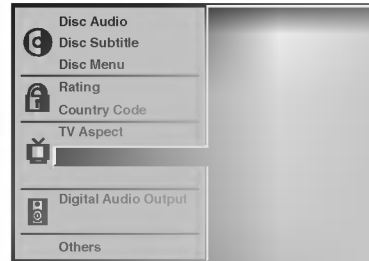 Disc Audio
Disc Subtitle
Disc Menu
Rating
Country Code
TV Aspect
Digital Audio Output
Others